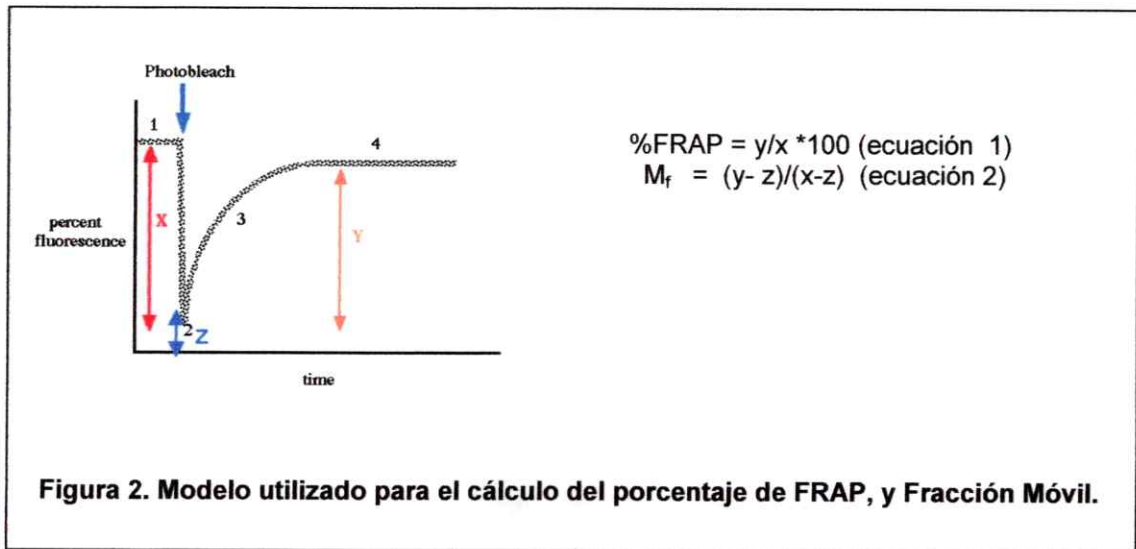 Photobleach
1
4
%FRAP = y/x *100 (ecuación 1)
Mf = (y- z)/(x-z) (ecuación 2)
X
3
Y
percent
fluorescence
2
Z
time
Figura 2. Modelo utilizado para el cálculo del porcentaje de FRAP, y Fracción Móvil.